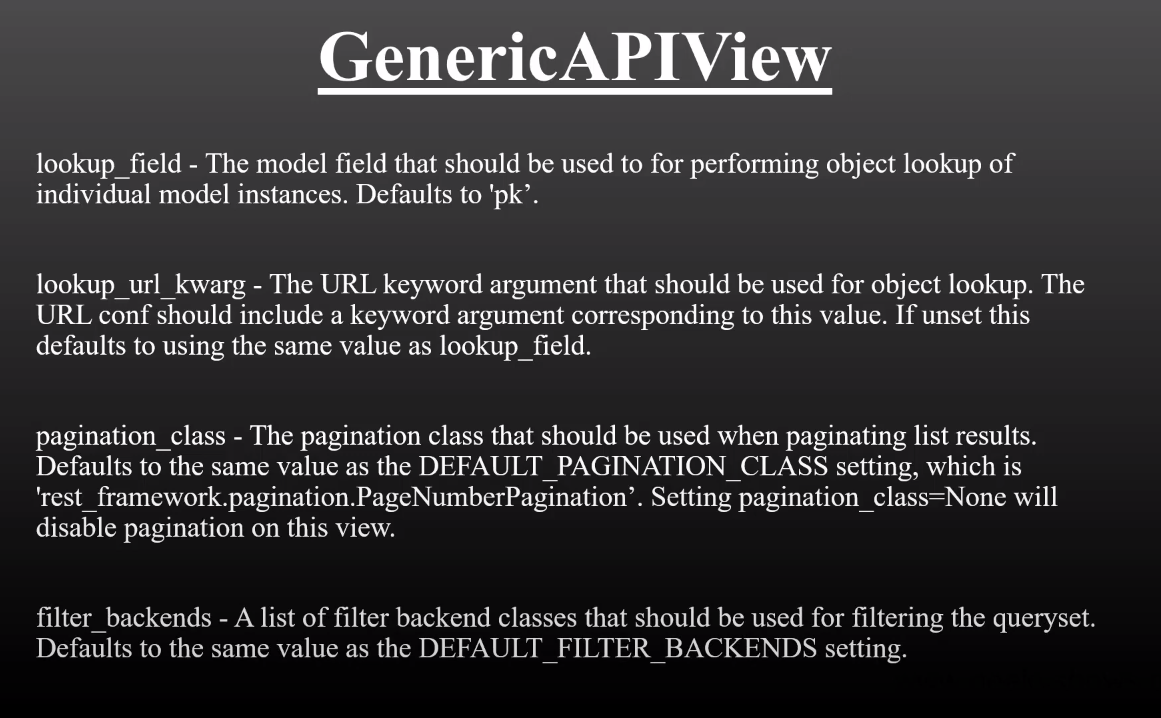 GenericAPIView
lookup_field - The model field that should be used to for performing object lookup of
individual model instances. Defaults to 'pk’.
lookup_url_kwarg - The URL keyword argument that should be used for object lookup. The
URL conf should include a keyword argument corresponding to this value. If unset this
defaults to using the same value as lookup_field.
pagination_class - The pagination class that should be used when paginating list results.
Defaults to the same value as the DEFAULT_PAGINATION_CLASS setting, which is
'rest_framework.pagination.PageNumberPagination’. Setting pagination_class=None will
disable pagination on this view.
filter_backends - A list of filter backend classes that should be used for filtering the queryset.
Defaults to the same value as the DEFAULT_FILTER_BACKENDS setting.